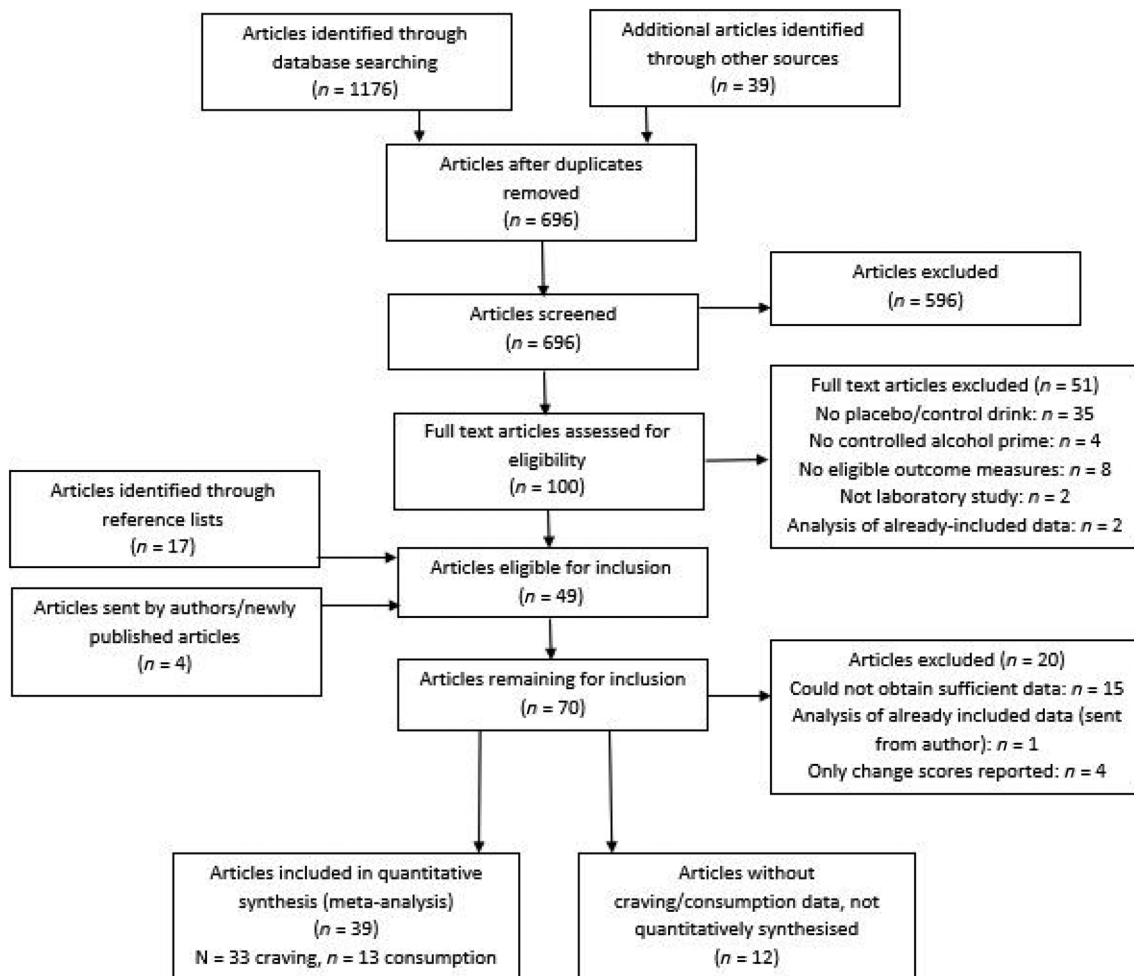 Articles identified through
database searching
(n = 1176)
Additional articles identified
through other sources
(n = 39)
Articles after duplicates
removed
(n = 696)
Articles screened
(n = 696)
Articles excluded
(n = 596)
Full text articles assessed for
eligibility
(n = 100)
Full text articles excluded (n = 51)
No placebo/control drink: n = 35
No controlled alcohol prime: n = 4
No eligible outcome measures: n = 8
Not laboratory study: n = 2
Analysis of already-included data: n = 2
Articles identified through
reference lists
(n = 17)
Articles eligible for inclusion
(n = 49)
Articles sent by authors/newly
published articles
(n = 4)
Articles remaining for inclusion
(n = 70)
Articles excluded (n = 20)
Could not obtain sufficient data: n = 15
Analysis of already included data (sent
from author): n = 1
Only change scores reported: n = 4
Articles included in quantitative
synthesis (meta-analysis)
(n = 39)
N = 33 craving, n = 13 consumption
Articles without
craving/consumption data, not
quantitatively synthesised
(n = 12)